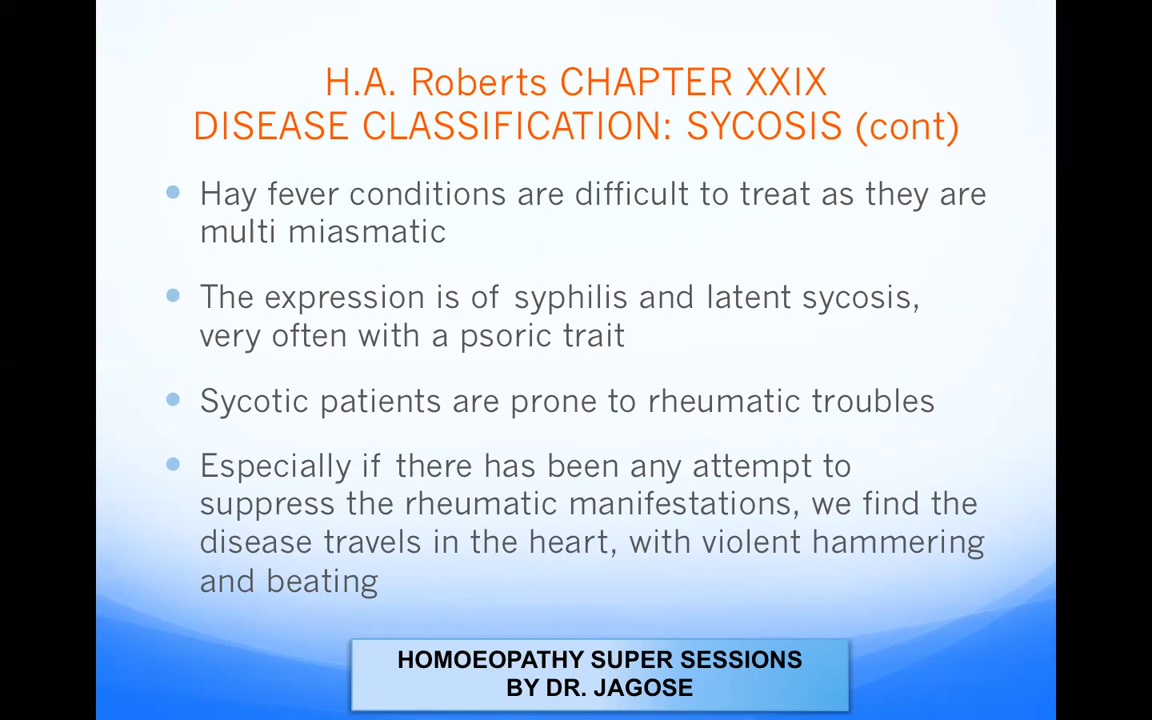 H.A. Roberts CHAPTER XXIX
DISEASE CLASSIFICATION: SYCOSIS (cont)
Hay fever conditions are difficult to treat as they are
multi miasmatic
The expression is of syphilis and latent sycosis,
very often with a psoric trait
Sycotic patients are prone to rheumatic troubles
Especially if there has been any attempt to
suppress the rheumatic manifestations, we find the
disease travels in the heart, with violent hammering
and beating
HOMOEOPATHY SUPER SESSIONS
BY DR. JAGOSE